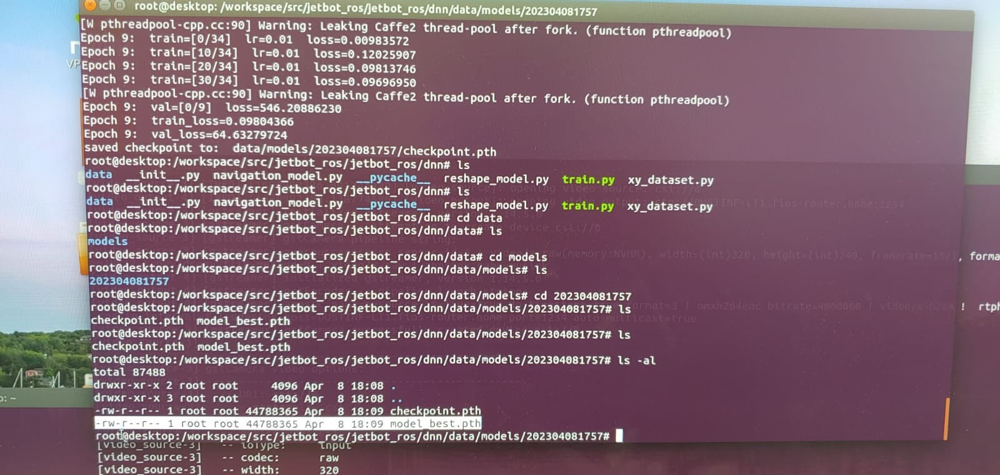 root@desktop: /workspace/src/jetbot_ros/jetbot_ros/dnn/data/models/202304081757
[W pthreadpool-cpp.cc:90] Warning: Leaking Caffe2 thread-pool after fork. (function pthreadpool)
Epoch 9:  train=[0/34]  lr=0.01  loss=0.00983572
Epoch 9:  train=[10/34]  lr=0.01  loss=0.12025907
Epoch 9:  train=[20/34]  lr=0.01  loss=0.09813746
Epoch 9:  train=[30/34]  lr=0.01  loss=0.09696950
[W pthreadpool-cpp.cc:90] Warning: Leaking Caffe2 thread-pool after fork. (function pthreadpool)
Epoch 9:  val=[0/9]  loss=546.20886230
Epoch 9:  train_loss=0.09804366
Epoch 9:  val_loss=64.63279724
saved checkpoint to:  data/models/202304081757/checkpoint.pth
root@desktop:/workspace/src/jetbot_ros/jetbot_ros/dnn# ls
data  __init__.py  navigation_model.py  __pycache__  reshape_model.py  train.py  xy_dataset.py
root@desktop:/workspace/src/jetbot_ros/jetbot_ros/dnn# ls
data  __init__.py  navigation_model.py  __pycache__  reshape_model.py  train.py  xy_dataset.py
root@desktop:/workspace/src/jetbot_ros/jetbot_ros/dnn# cd data
root@desktop:/workspace/src/jetbot_ros/jetbot_ros/dnn/data# ls
models
root@desktop:/workspace/src/jetbot_ros/jetbot_ros/dnn/data# cd models
root@desktop:/workspace/src/jetbot_ros/jetbot_ros/dnn/data/models# ls
202304081757
root@desktop:/workspace/src/jetbot_ros/jetbot_ros/dnn/data/models# cd 202304081757
root@desktop:/workspace/src/jetbot_ros/jetbot_ros/dnn/data/models/202304081757# ls
checkpoint.pth  model_best.pth
root@desktop:/workspace/src/jetbot_ros/jetbot_ros/dnn/data/models/202304081757# ls
checkpoint.pth  model_best.pth
root@desktop:/workspace/src/jetbot_ros/jetbot_ros/dnn/data/models/202304081757# ls -al
total 87488
drwxr-xr-x 2 root root     4096 Apr  8 18:08 .
drwxr-xr-x 3 root root     4096 Apr  8 18:08 ..
-rw-r--r-- 1 root root 44788365 Apr  8 18:09 checkpoint.pth
-rw-r--r-- 1 root root 44788365 Apr  8 18:09 model_best.pth
root@desktop:/workspace/src/jetbot_ros/jetbot_ros/dnn/data/models/202304081757#
[video_source-3]   -- ioType:     input
[video_source-3]   -- codec:      raw
[video_source-3]   -- width:      320